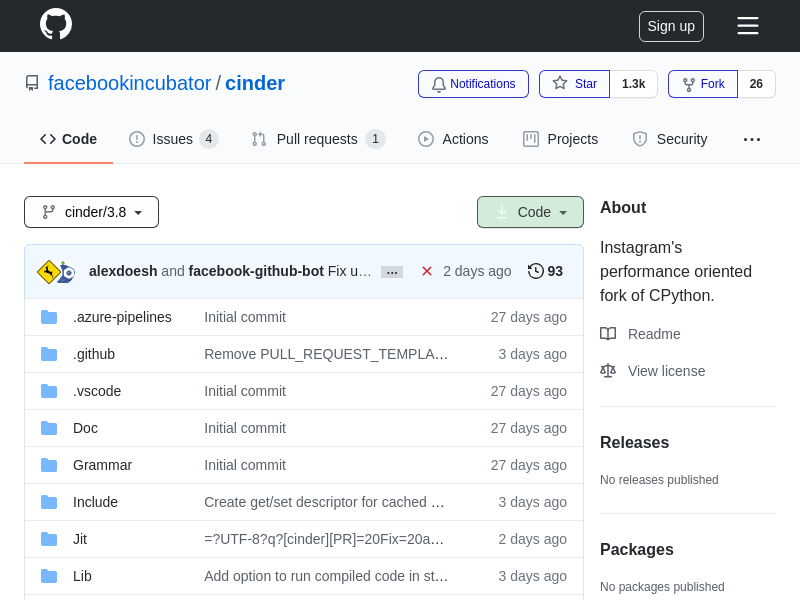 Sign up
facebookincubator / cinder
Notifications
Star 1.3k
Fork 26
Code
Issues 4
Pull requests 1
Actions
Projects
Security
cinder/3.8
Code
alexdoesh and facebook-github-bot Fix u… … 2 days ago 93
.azure-pipelines Initial commit 27 days ago
.github Remove PULL_REQUEST_TEMPLA… 3 days ago
.vscode Initial commit 27 days ago
Doc Initial commit 27 days ago
Grammar Initial commit 27 days ago
Include Create get/set descriptor for cached … 3 days ago
Jit =?UTF-8?q?[cinder][PR]=20Fix=20a… 2 days ago
Lib Add option to run compiled code in st… 3 days ago
About
Instagram's
performance oriented
fork of CPython.
Readme
View license
Releases
No releases published
Packages
No packages published